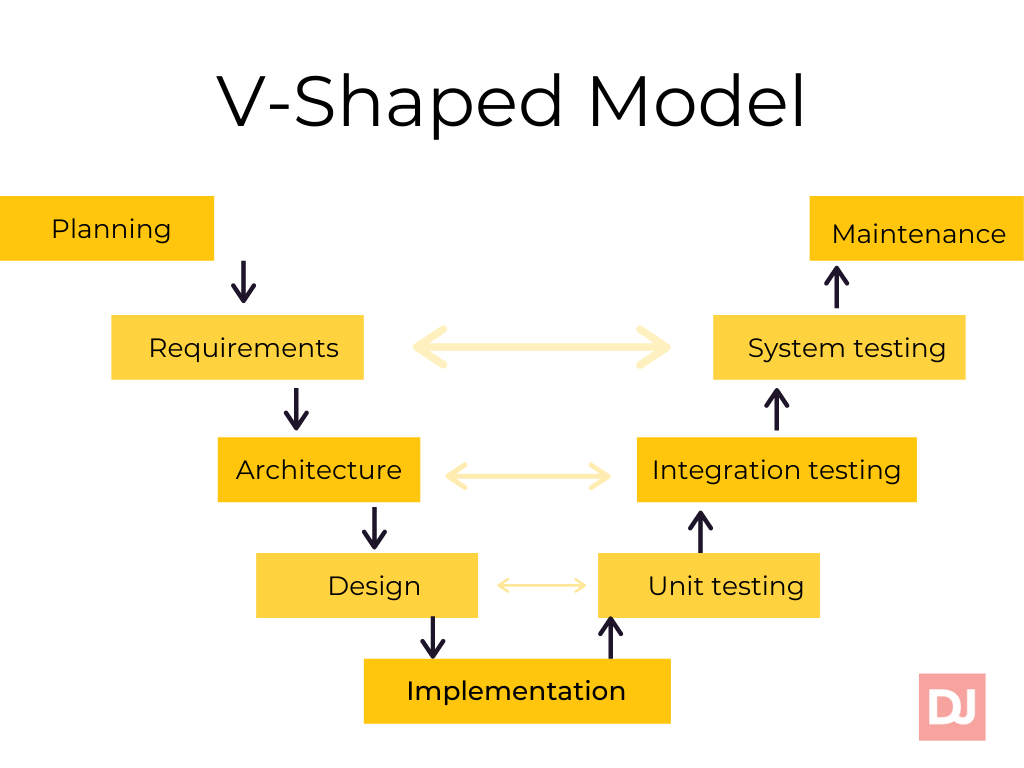 V-Shaped Model
Planning
Maintenance
Requirements
System testing
Architecture
Integration testing
Design
Unit testing
Implementation
DJ